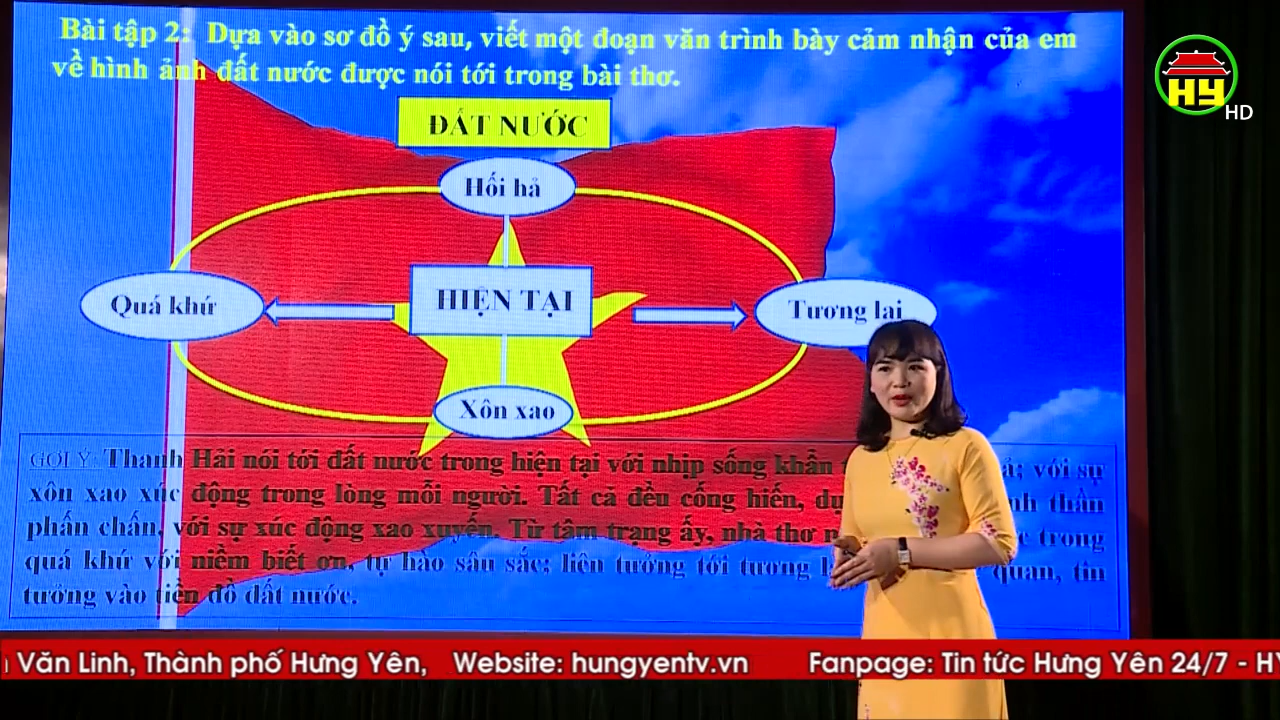 Bài tập 2: Dựa vào sơ đồ ý sau, viết một đoạn văn trình bày cảm nhận của em
về hình ảnh đất nước được nói tới trong bài thơ.
HY
HD
ĐẤT NƯỚC
Hối hả
Quá khứ
HIỆN TẠI
Tương lai
Xôn xao
GỢI Ý: Thanh Hải nói tới đất nước trong hiện tại với nhịp sống khẩn với sự
xôn xao xúc động trong lòng mỗi người. Tất cả đều cống hiến, thần
phấn chấn, với sự xúc động xao xuyến. Từ tâm trạng ấy, nhà thơ trong
quá khứ với niềm biết ơn, tự hào sâu sắc; liên tưởng tới tương quan, tin
tưởng vào tiền đồ đất nước.
Văn Linh, Thành phố Hưng Yên, Website: hungyentv.vn Fanpage: Tin tức Hưng Yên 24/7 - HY